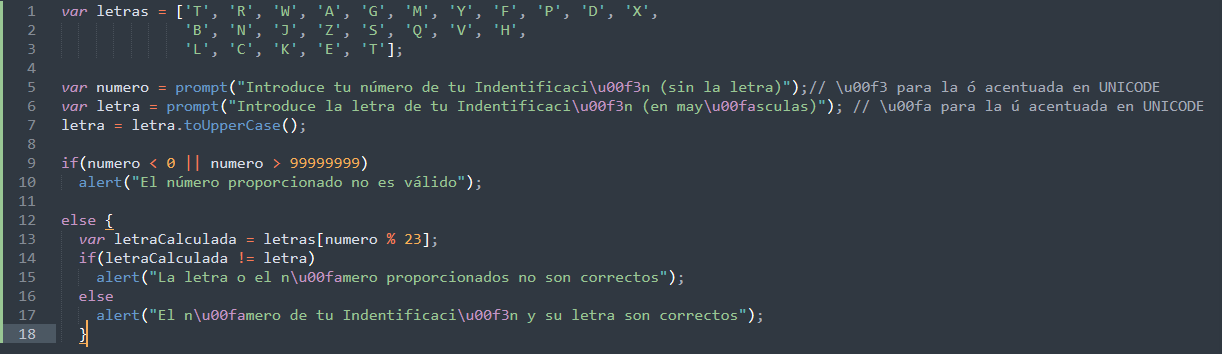 1 var letras = ['T', 'R', 'W', 'A', 'G', 'M', 'Y', 'F', 'P', 'D', 'X',
2 'B', 'N', 'J', 'Z', 'S', 'Q', 'V', 'H',
3 'L', 'C', 'K', 'E', 'T'];
4
5 var numero = prompt("Introduce tu número de tu Indentificaci\u00f3n (sin la letra)");// \u00f3 para la ó acentuada en UNICODE
6 var letra = prompt("Introduce la letra de tu Indentificaci\u00f3n (en may\u00fasculas)"); // \u00fa para la ú acentuada en UNICODE
7 letra = letra.toUpperCase();
8
9 if(numero < 0 || numero > 99999999)
10 alert("El número proporcionado no es válido");
11
12 else {
13 var letraCalculada = letras[numero % 23];
14 if(letraCalculada != letra)
15 alert("La letra o el n\u00famero proporcionados no son correctos");
16 else
17 alert("El n\u00famero de tu Indentificaci\u00f3n y su letra son correctos");
18 }